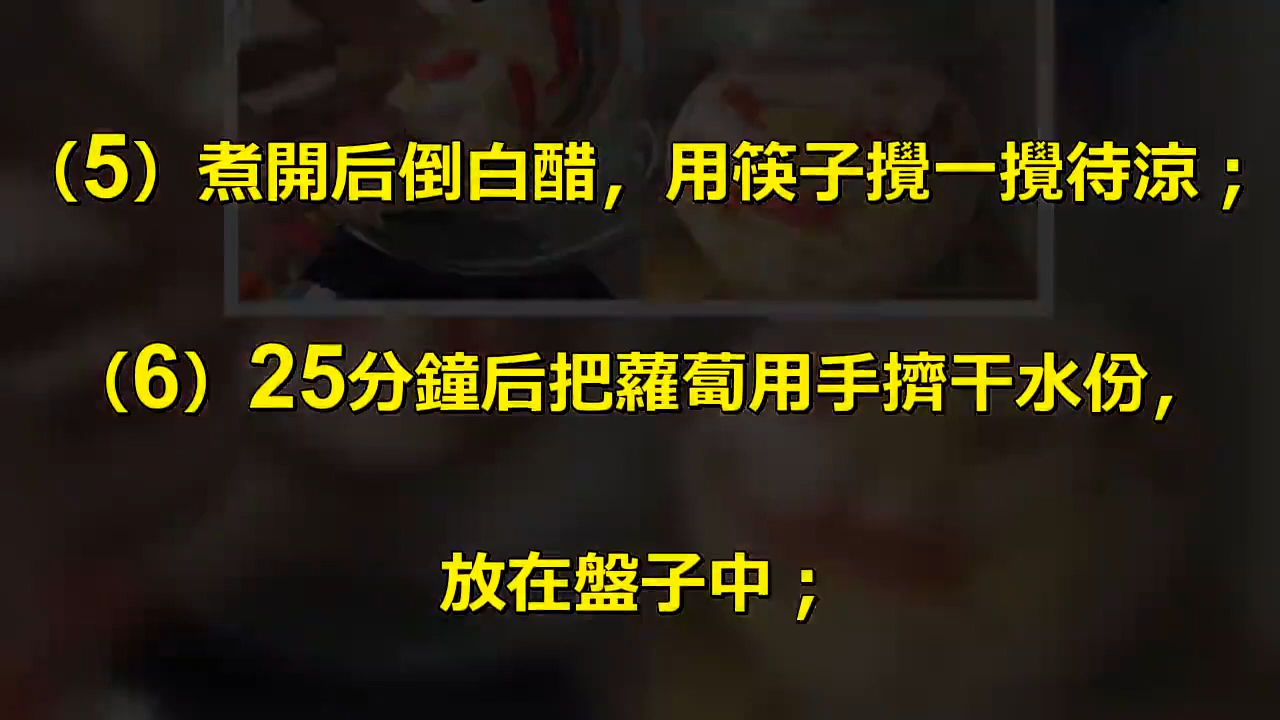 （5）煮開后倒白醋，用筷子攪一攪待涼；
（6）25分鐘后把蘿蔔用手擠干水份，
放在盤子中；